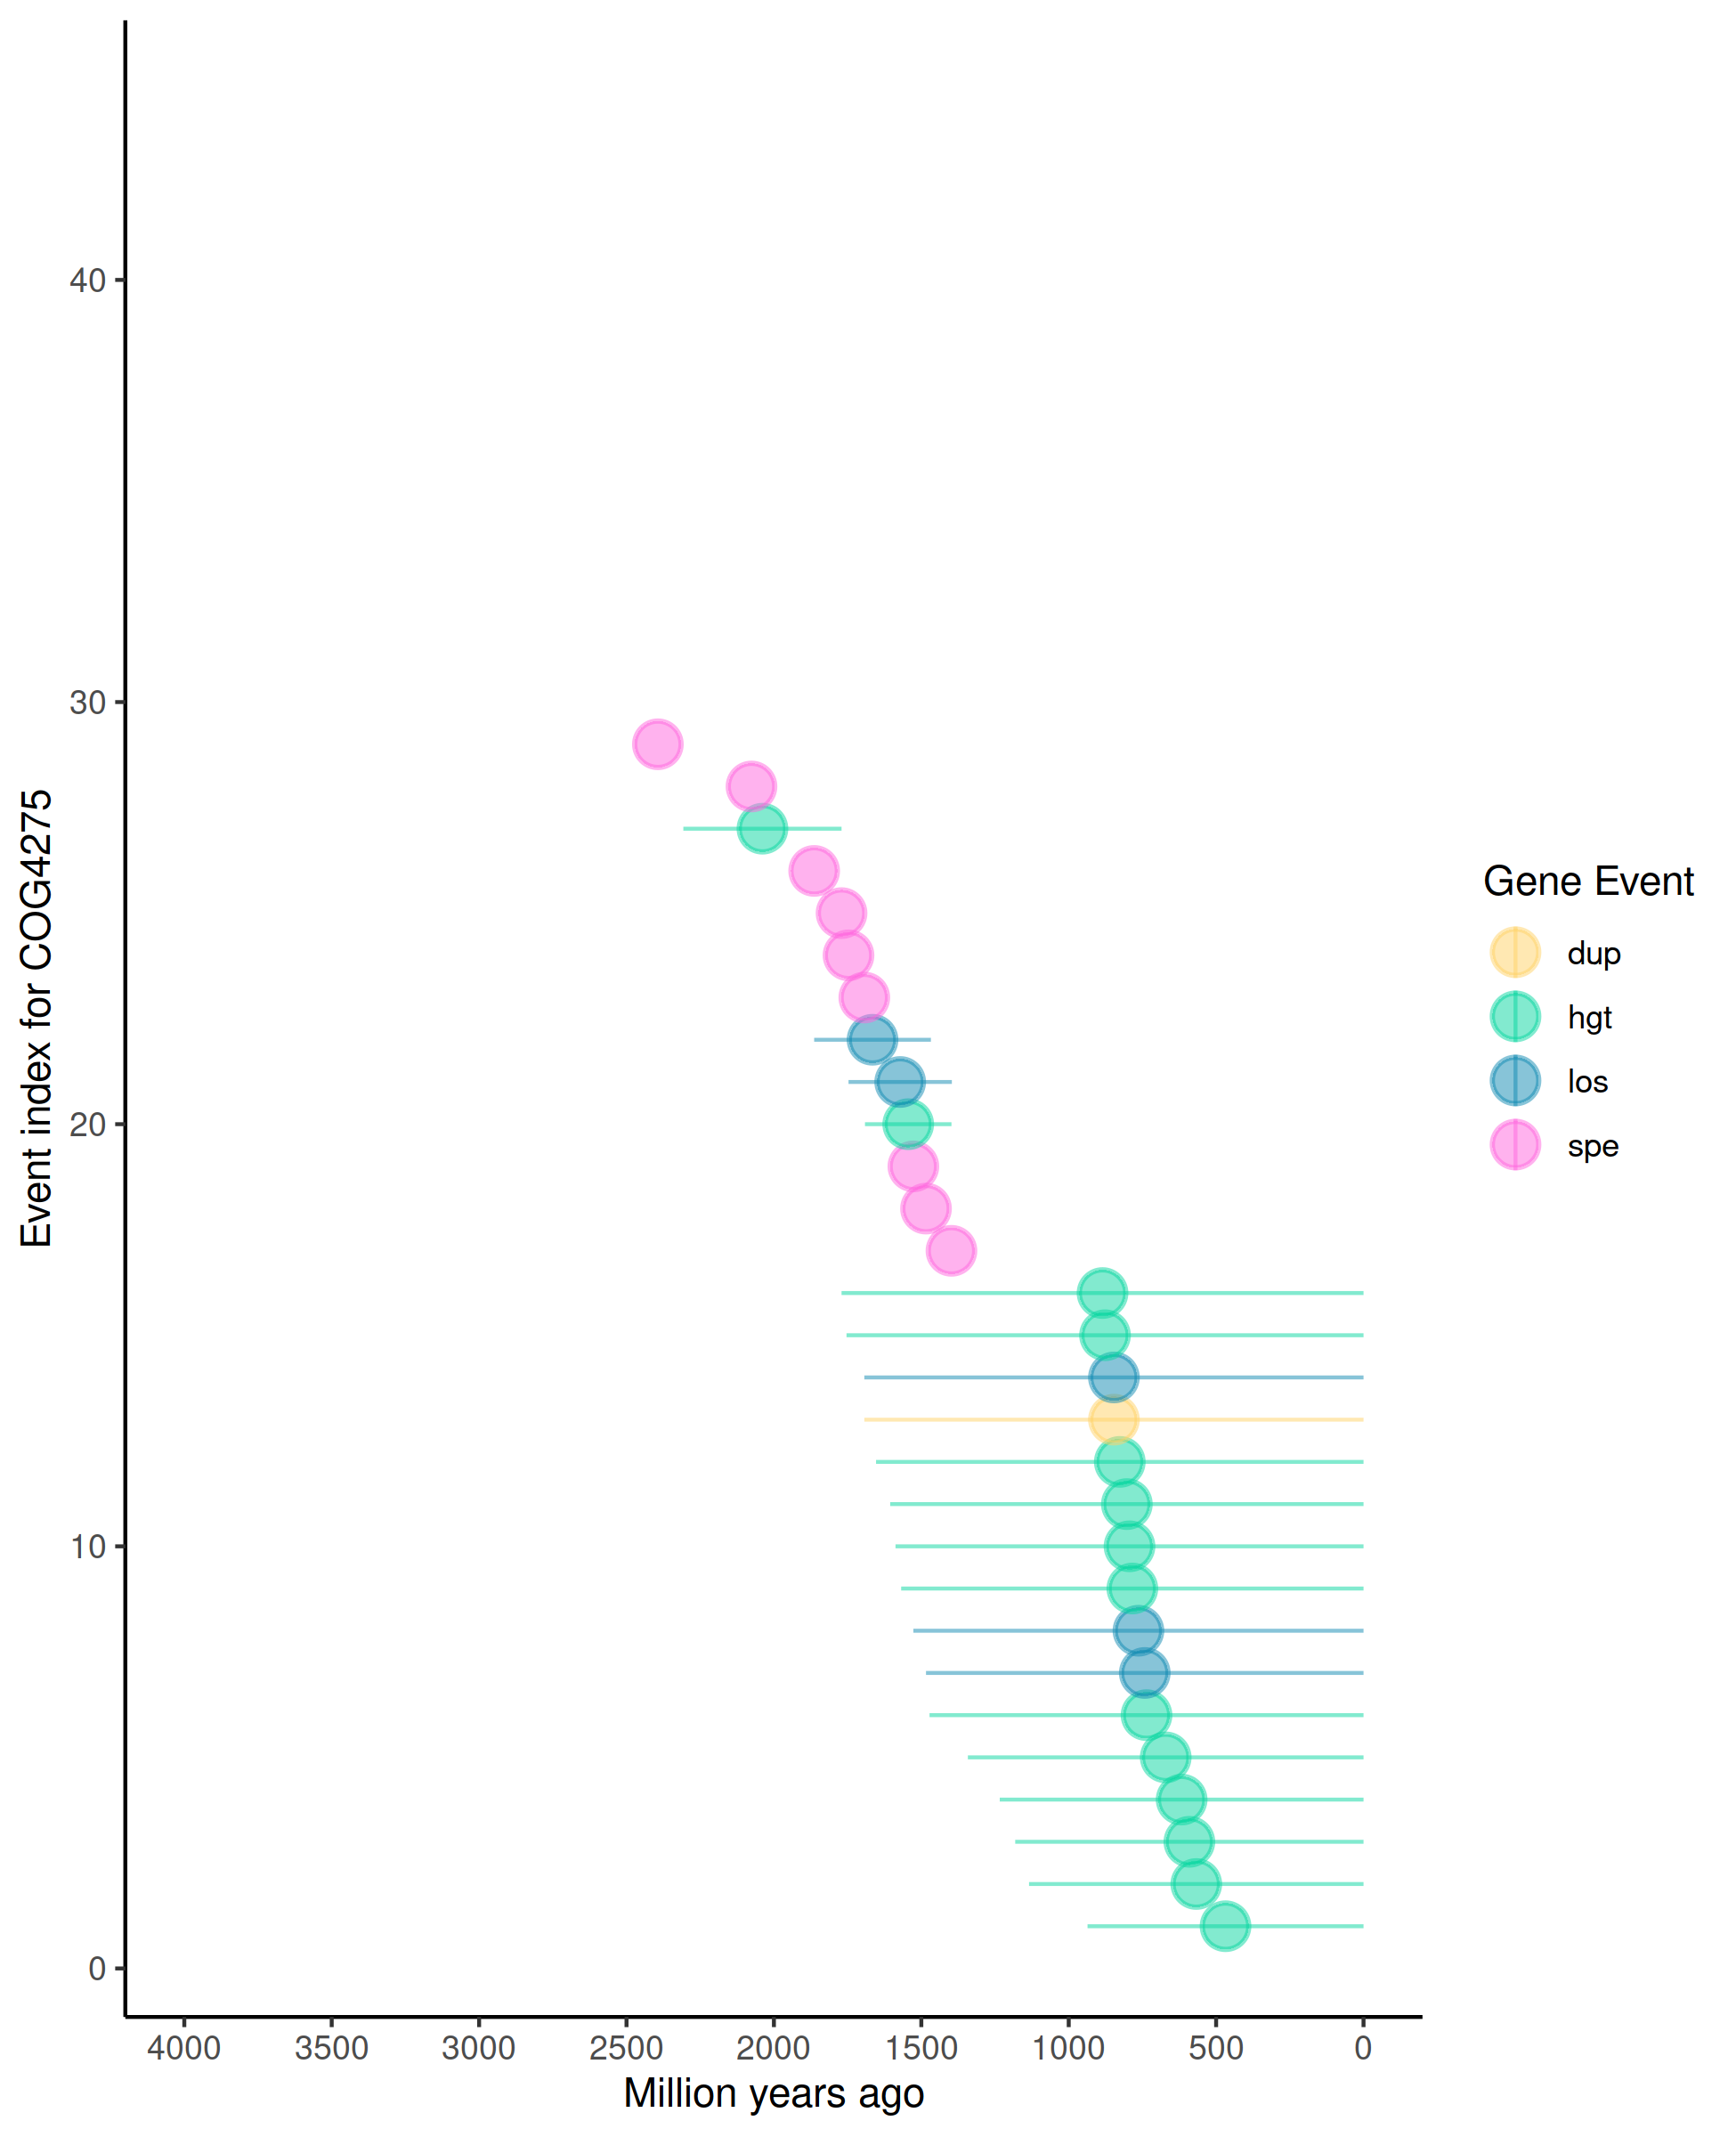 Event index for COG4275
40
30
20
10
0
4000 3500 3000 2500 2000 1500 1000 500 0
Million years ago
Gene Event
dup
hgt
los
spe